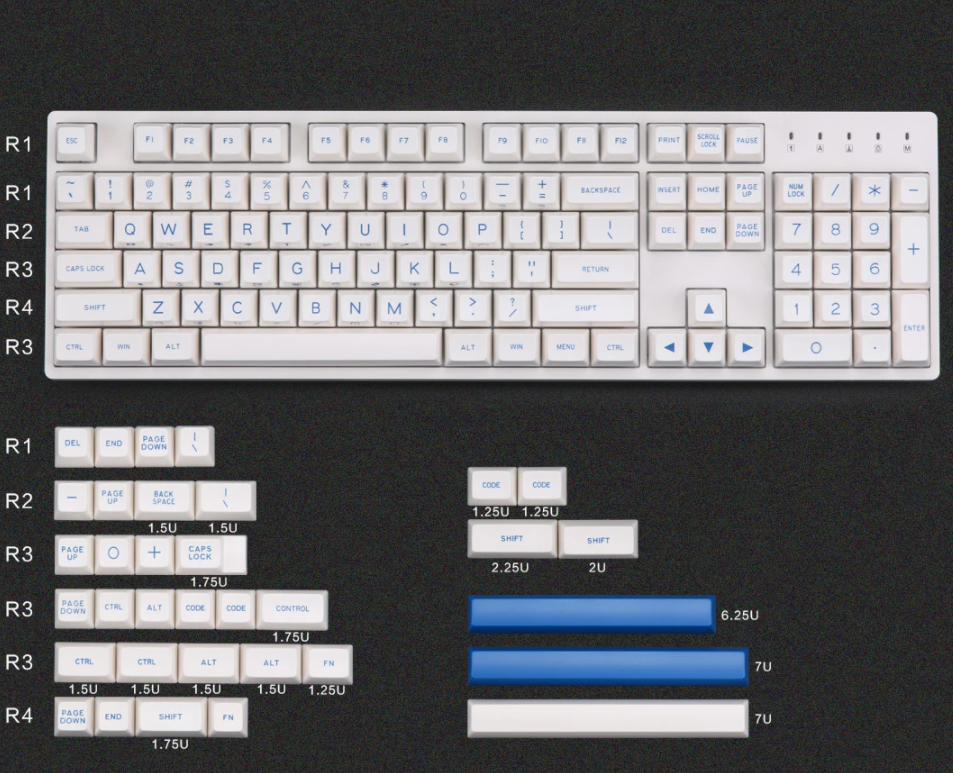 R1 ESC F1 F2 F3 F4 F5 F6 F7 F8 F9 F10 F11 F12 PRINT SCROLL LOCK PAUSE 1 A
R1 ~ ` ! 1 @ 2 # 3 $ 4 % 5 ^ 6 & 7 * 8 ( 9 ) 0 — – + = BACKSPACE INSERT HOME PAGE UP NUM LOCK / * −
R2 TAB Q W E R T Y U I O P { [ } ] | \ DEL END PAGE DOWN 7 8 9 +
R3 CAPS LOCK A S D F G H J K L : ; " ' RETURN 4 5 6
R4 SHIFT Z X C V B N M < , > . ? / SHIFT ▲ 1 2 3 ENTER
R3 CTRL WIN ALT ALT WIN MENU CTRL ◀ ▼ ▶ 0 .
R1 DEL END PAGE DOWN | \
R2 − PAGE UP BACK SPACE | \
1.5U 1.5U
R3 PAGE UP 0 + CAPS LOCK
1.75U
R3 PAGE DOWN CTRL ALT CODE CODE CONTROL
1.75U
R3 CTRL CTRL ALT ALT FN
1.5U 1.5U 1.5U 1.5U 1.25U
R4 PAGE DOWN END SHIFT FN
1.75U
CODE CODE
1.25U 1.25U
SHIFT SHIFT
2.25U 2U
6.25U
7U
7U